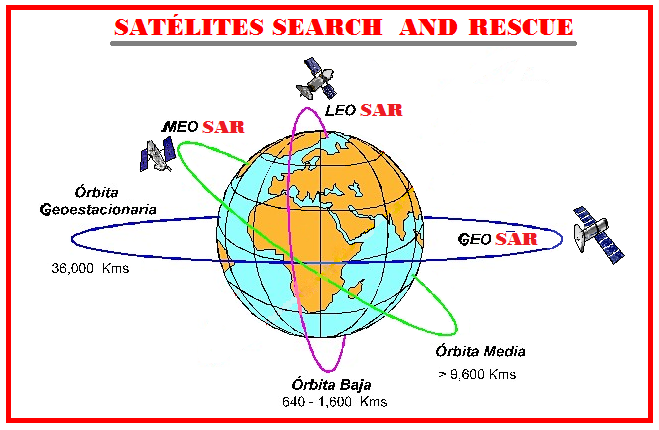 SATÉLITES SEARCH AND RESCUE
LEO SAR
MEO SAR
Órbita
Geoestacionaria
GEO SAR
36,000 Kms
Órbita Media
> 9,600 Kms
Órbita Baja
640 - 1,600 Kms